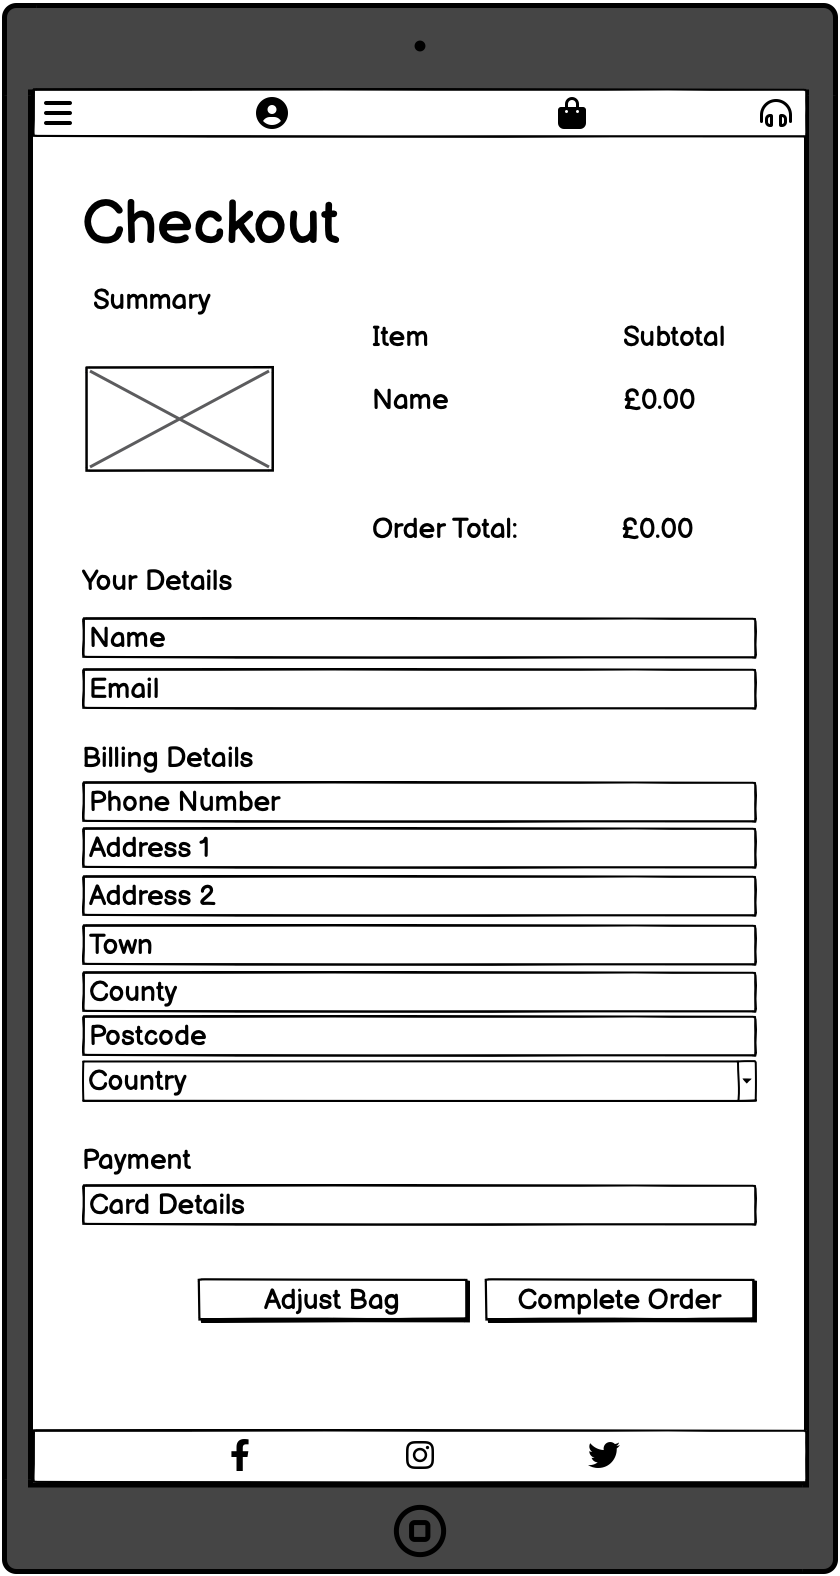 Checkout
Summary
Item Subtotal
Name £0.00
Order Total: £0.00
Your Details
Name
Email
Billing Details
Phone Number
Address 1
Address 2
Town
County
Postcode
Country
Payment
Card Details
Adjust Bag Complete Order